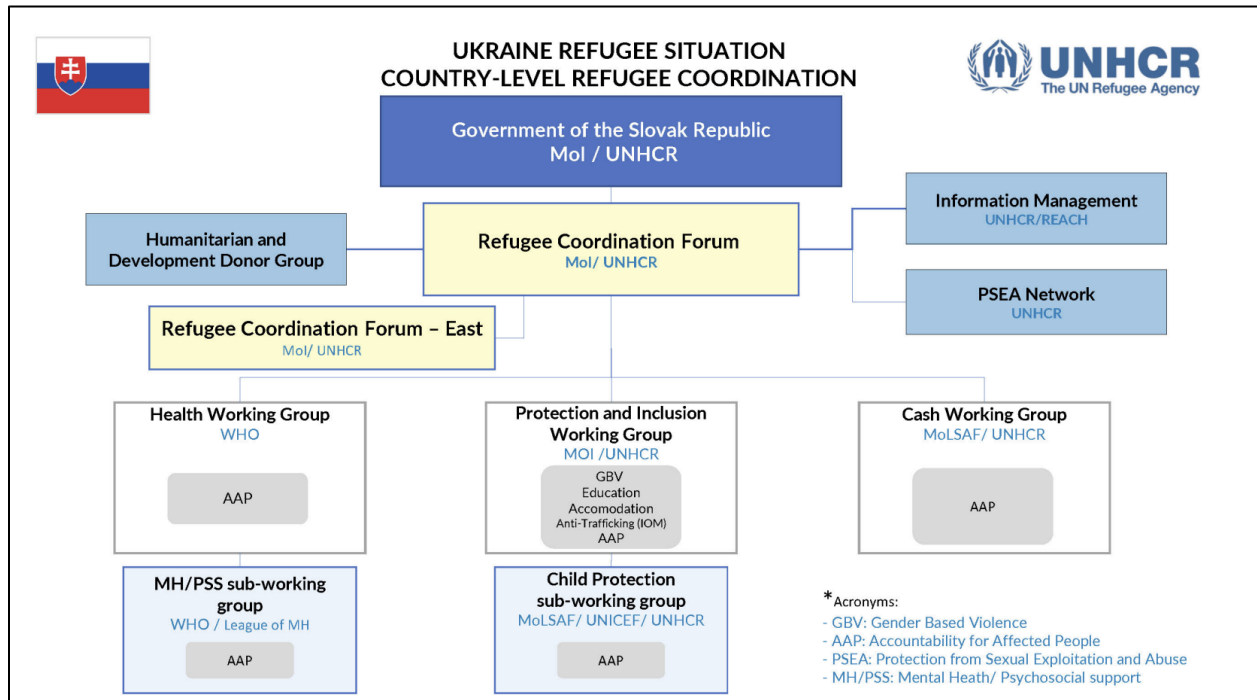 UKRAINE REFUGEE SITUATION
COUNTRY-LEVEL REFUGEE COORDINATION
UNHCR
The UN Refugee Agency
Government of the Slovak Republic
MoI / UNHCR
Humanitarian and
Development Donor Group
Refugee Coordination Forum
MoI/ UNHCR
Information Management
UNHCR/REACH
PSEA Network
UNHCR
Refugee Coordination Forum – East
MoI/ UNHCR
Health Working Group
WHO
AAP
Protection and Inclusion
Working Group
MOI /UNHCR
GBV
Education
Accomodation
Anti-Trafficking (IOM)
AAP
Cash Working Group
MoLSAF/ UNHCR
AAP
MH/PSS sub-working
group
WHO / League of MH
AAP
Child Protection
sub-working group
MoLSAF/ UNICEF/ UNHCR
AAP
*Acronyms:
- GBV: Gender Based Violence
- AAP: Accountability for Affected People
- PSEA: Protection from Sexual Exploitation and Abuse
- MH/PSS: Mental Heath/ Psychosocial support